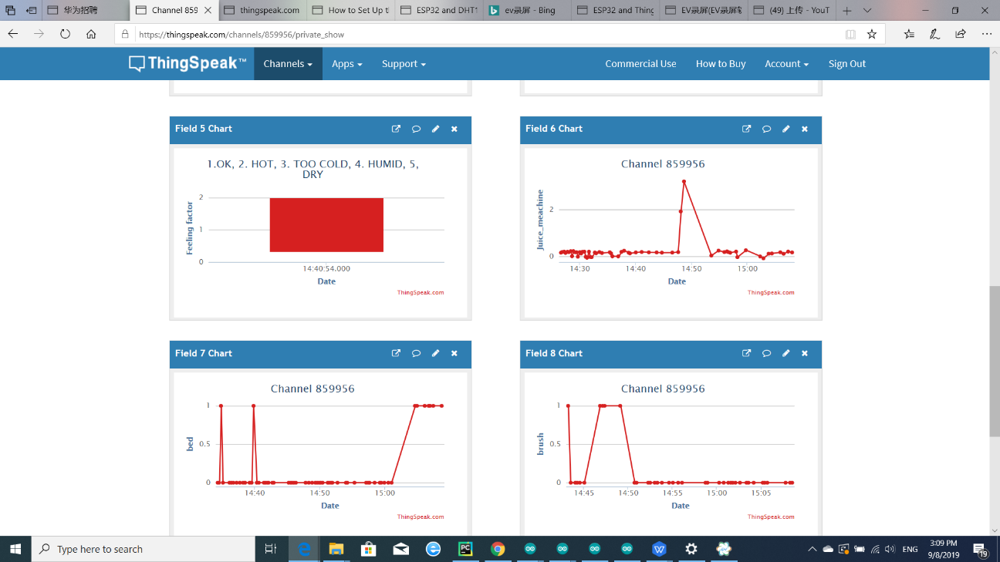 华为招聘
Channel 859
thingspeak.com
How to Set Up t
ESP32 and DHT1
ev录屏 - Bing
ESP32 and Thing
EV录屏(EV录屏软
(49) 上传 - YouT
https://thingspeak.com/channels/859956/private_show
ThingSpeak™
Channels
Apps
Support
Commercial Use
How to Buy
Account
Sign Out
Field 5 Chart
1.OK, 2. HOT, 3. TOO COLD, 4. HUMID, 5,
DRY
Feeling factor
2
1
0
14:40:54.000
Date
ThingSpeak.com
Field 6 Chart
Channel 859956
Juice_meachine
2
0
14:30
14:40
14:50
15:00
Date
ThingSpeak.com
Field 7 Chart
Channel 859956
bed
1
0.5
0
14:40
14:50
15:00
Date
ThingSpeak.com
Field 8 Chart
Channel 859956
brush
1
0.5
0
14:45
14:50
14:55
15:00
15:05
Date
ThingSpeak.com
Type here to search
PC
ENG
3:09 PM
9/8/2019
19